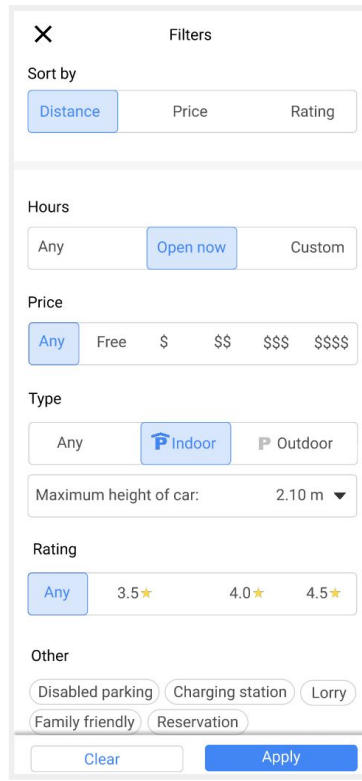 Filters
Sort by
Distance Price Rating
Hours
Any Open now Custom
Price
Any Free $ $$ $$$ $$$$
Type
Any P Indoor P Outdoor
Maximum height of car: 2.10 m
Rating
Any 3.5★ 4.0★ 4.5★
Other
Disabled parking Charging station Lorry
Family friendly Reservation
Clear Apply